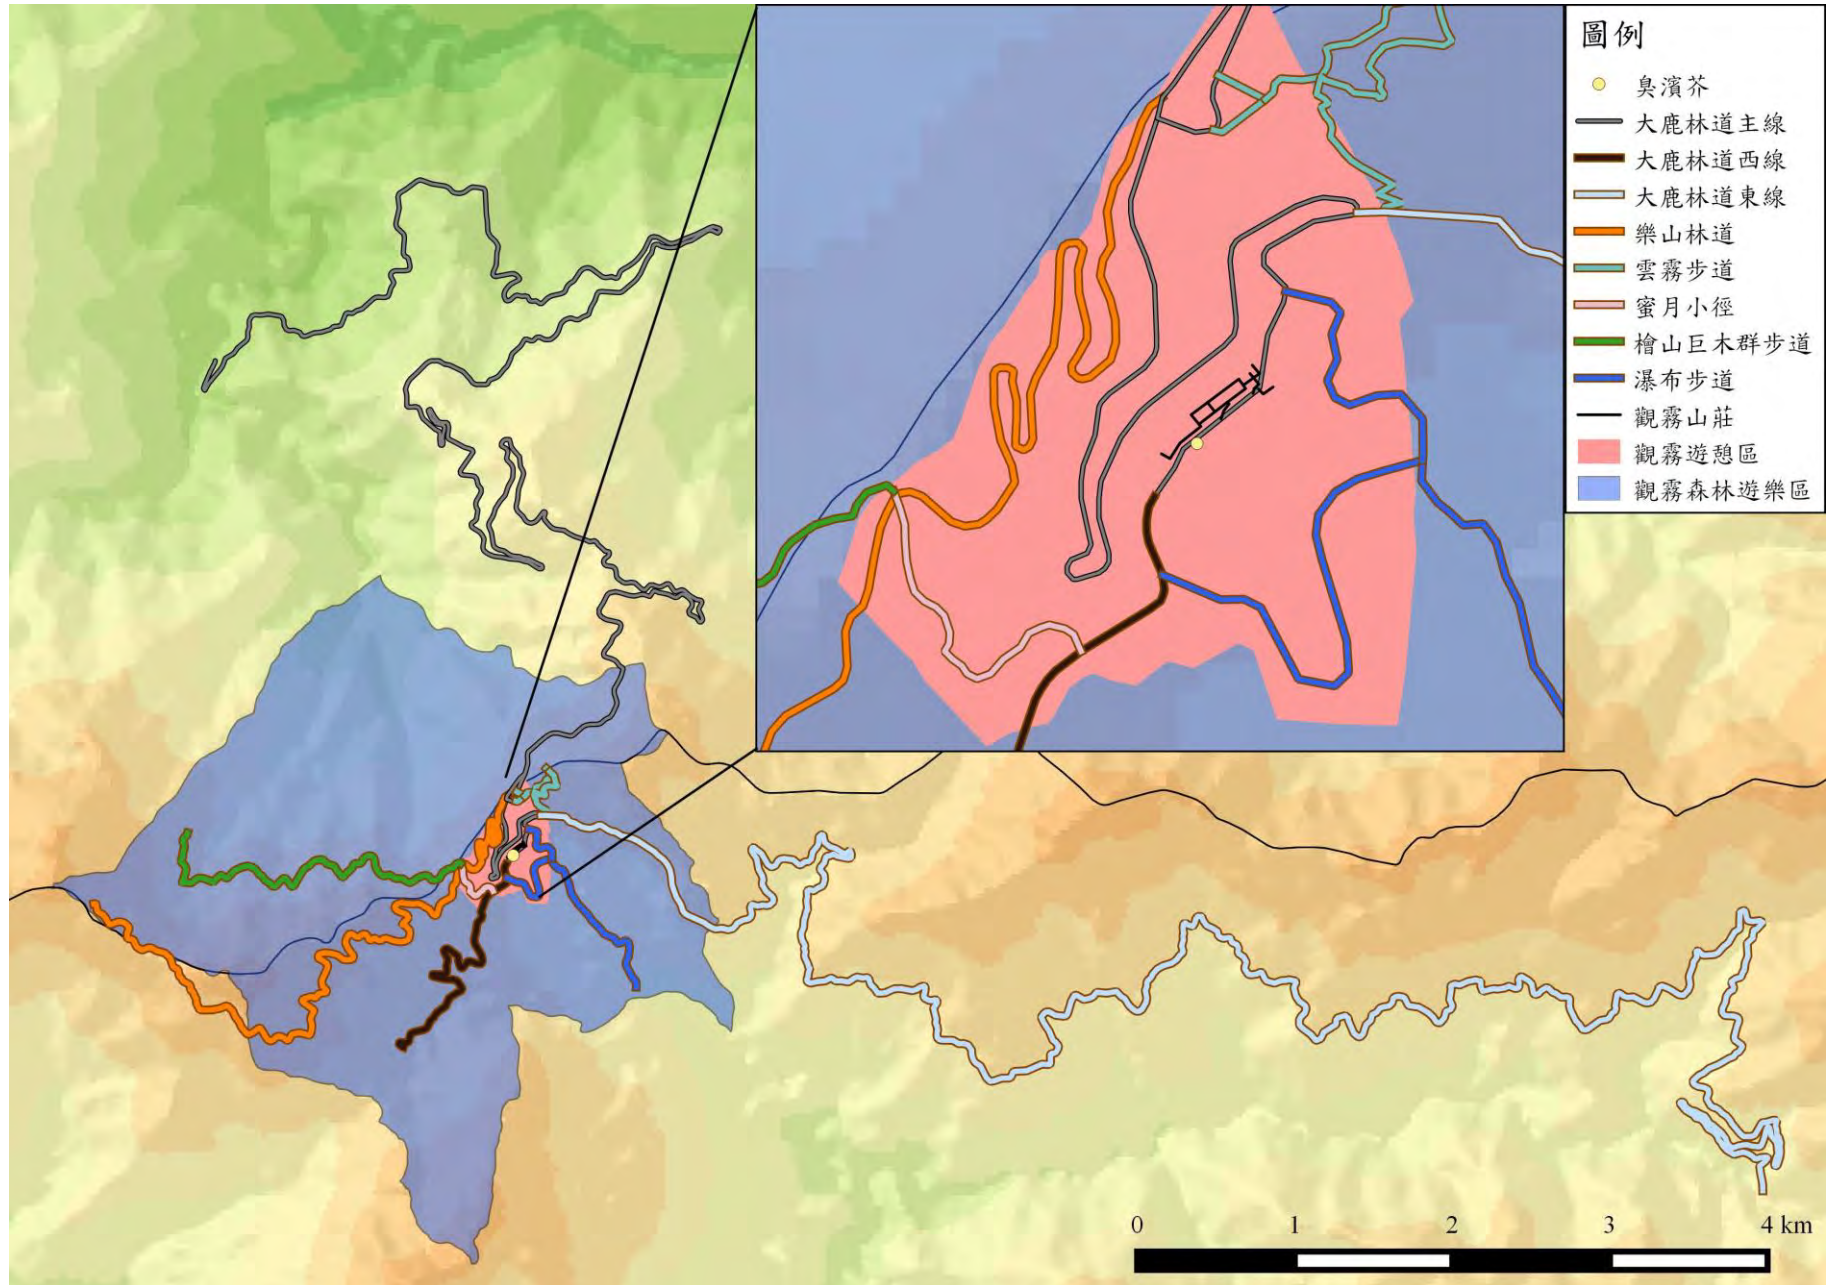 圖例
臭濱芥
大鹿林道主線
大鹿林道西線
大鹿林道東線
樂山林道
雲霧步道
蜜月小徑
檜山巨木群步道
瀑布步道
觀霧山莊
觀霧遊憩區
觀霧森林遊樂區
0 1 2 3 4 km